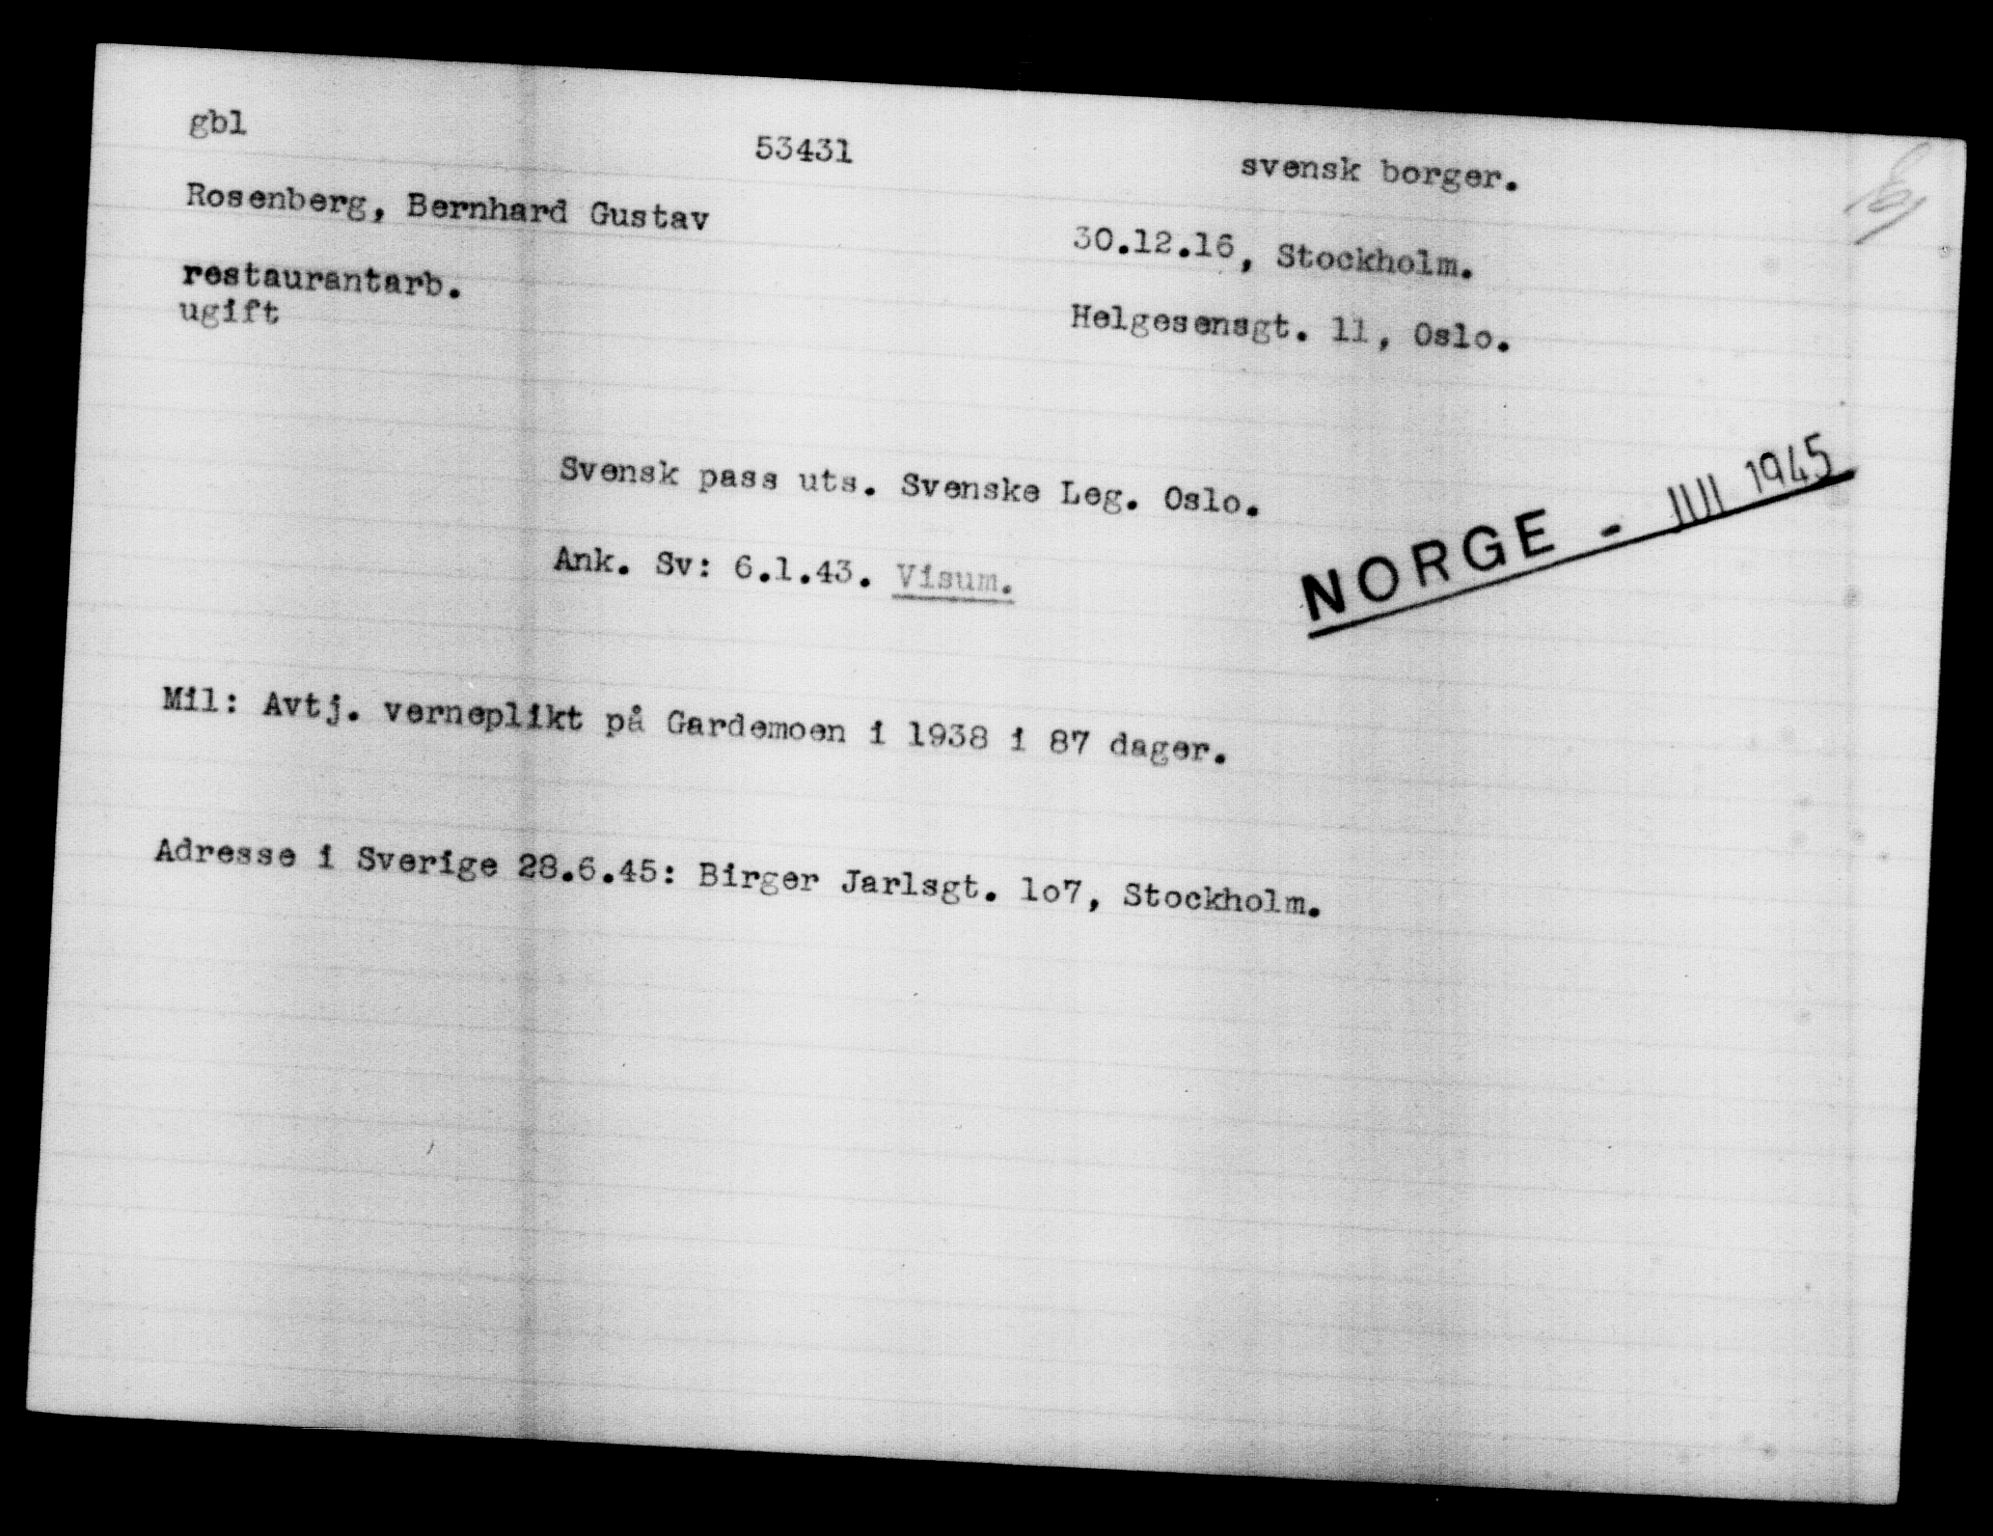 gbl 53431 svensk borger.
Rosenberg, Bernhard Gustav 30.12.16, Stockholm.
restaurantarb. Helgesensgt. 11, Oslo.
ugift
Svensk pass uts. Svenske Leg. Oslo.
NORGE - JUL 1945
Ank. Sv: 6.1.43. Visum.
Mil: Avtj. verneplikt på Gardemoen i 1938 i 87 dager.
Adresse i Sverige 28.6.45: Birger Jarlsgt. lo7, Stockholm.